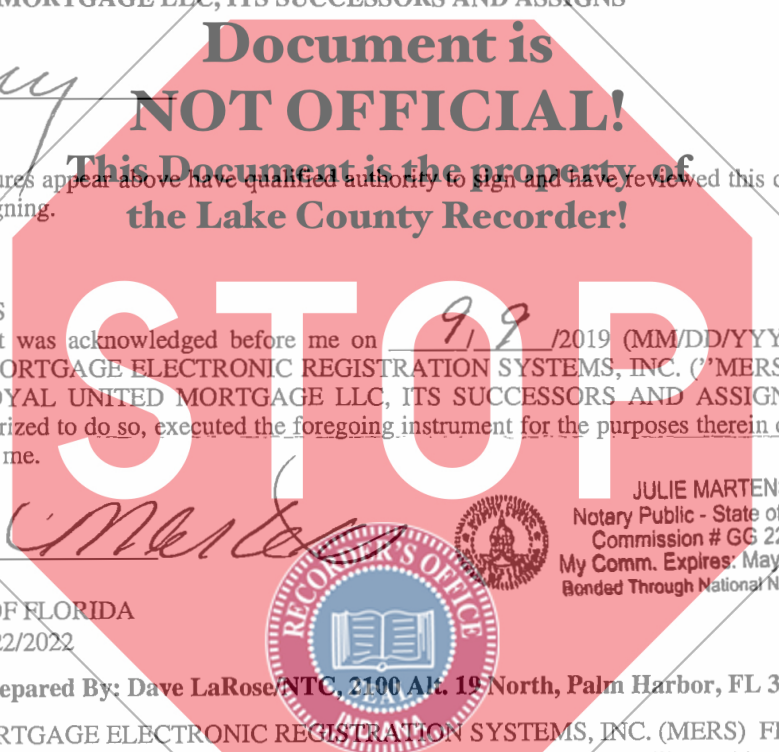 MORTGAGE LLC, ITS SUCCESSORS AND ASSIGNS
Document is
NOT OFFICIAL!
This Document is the property of
ures appear above have qualified authority to sign and have reviewed this d
gning.
the Lake County Recorder!
S
STOP
t was acknowledged before me on 9/ 9 /2019 (MM/DD/YYY
MORTGAGE ELECTRONIC REGISTRATION SYSTEMS, INC. ("MERS
OYAL UNITED MORTGAGE LLC, ITS SUCCESSORS AND ASSIGN
rized to do so, executed the foregoing instrument for the purposes therein c
me.
JULIE MARTENS
Notary Public - State of
Commission # GG 22
My Comm. Expires: May
Bonded Through National N
RECORDER'S OFFICE
SEAL
OF FLORIDA
22/2022
epared By: Dave LaRose/NTC, 2100 Alt. 19 North, Palm Harbor, FL 3
RTGAGE ELECTRONIC REGISTRATION SYSTEMS, INC. (MERS) F